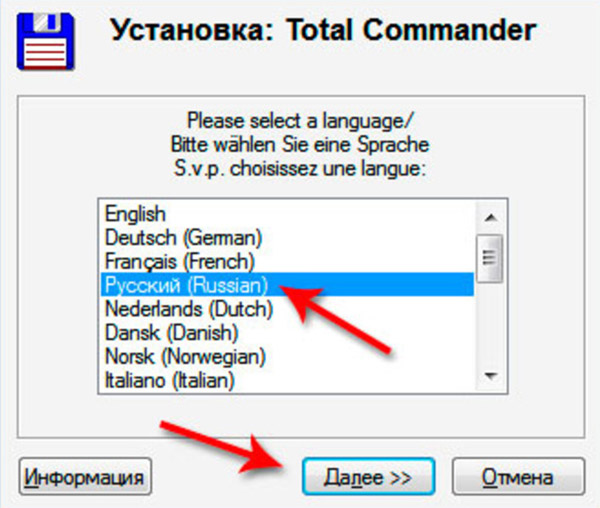 Установка: Total Commander
Please select a language/
Bitte wählen Sie eine Sprache
S.v.p. choisissez une langue:
English
Deutsch (German)
Français (French)
Русский (Russian)
Nederlands (Dutch)
Dansk (Danish)
Norsk (Norwegian)
Italiano (Italian)
Информация
Далее >>
Отмена